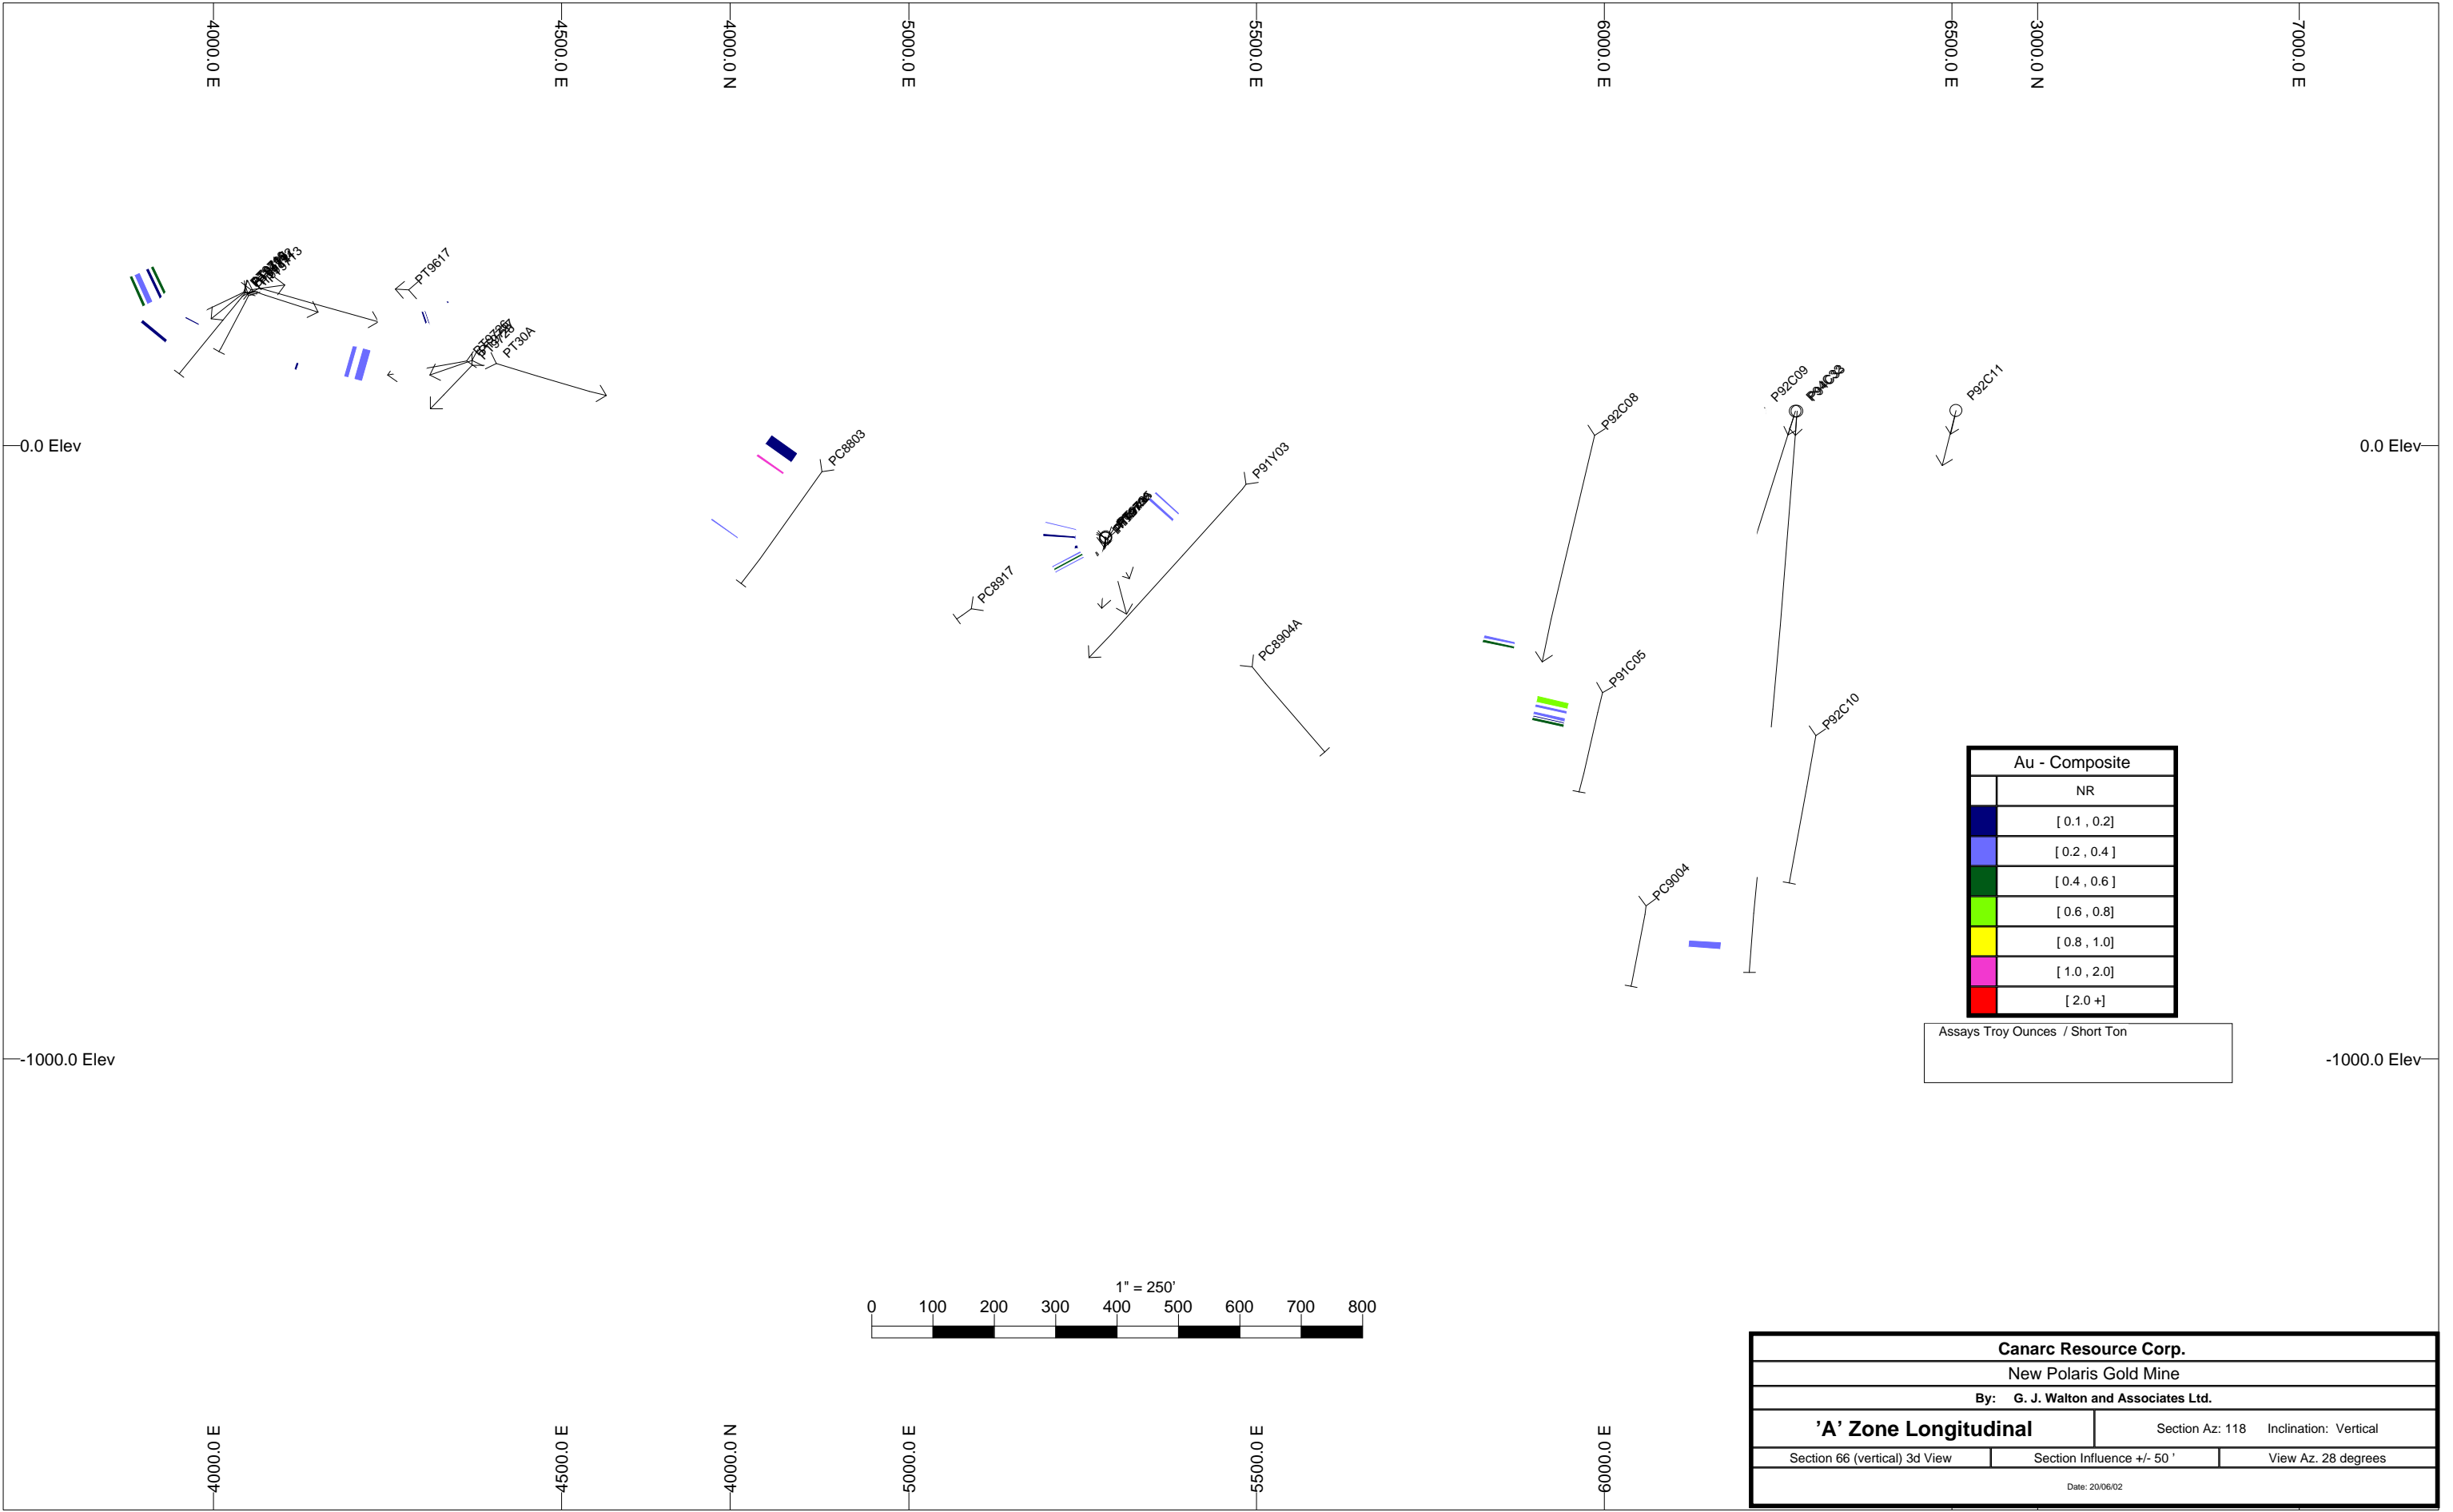 4000.0 E
4500.0 E
4000.0 N
5000.0 E
5500.0 E
6000.0 E
6500.0 E
3000.0 N
7000.0 E
PT9617
PT30A
P92C09
P92C11
P92C08
0.0 Elev
0.0 Elev
PC8803
P91Y03
PC8917
PC8904A
P91C05
P92C10
PC9004
Au - Composite
NR
[ 0.1 , 0.2]
[ 0.2 , 0.4 ]
[ 0.4 , 0.6 ]
[ 0.6 , 0.8]
[ 0.8 , 1.0]
[ 1.0 , 2.0]
[ 2.0 +]
Assays Troy Ounces / Short Ton
-1000.0 Elev
-1000.0 Elev
1" = 250'
0 100 200 300 400 500 600 700 800
Canarc Resource Corp.
New Polaris Gold Mine
By: G. J. Walton and Associates Ltd.
'A' Zone Longitudinal
Section Az: 118 Inclination: Vertical
Section 66 (vertical) 3d View
Section Influence +/- 50 '
View Az. 28 degrees
Date: 20/06/02
4000.0 E
4500.0 E
4000.0 N
5000.0 E
5500.0 E
6000.0 E